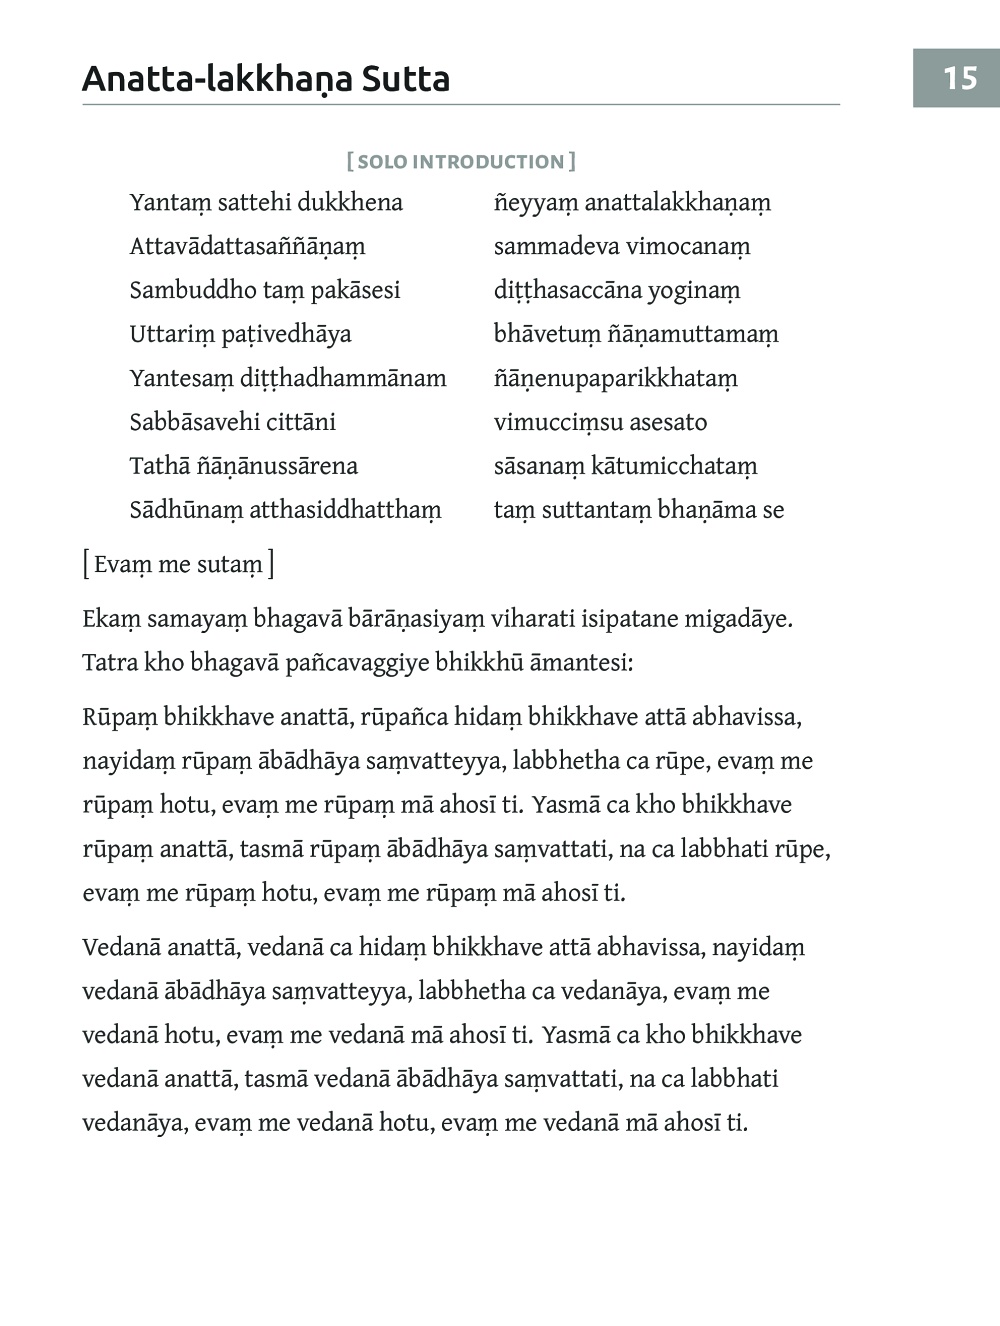 Anatta-lakkhaṇa Sutta
15
[ SOLO INTRODUCTION ]
Yantaṃ sattehi dukkhena ñeyyaṃ anattalakkhaṇaṃ
Attavādattasaññāṇaṃ sammadeva vimocanaṃ
Sambuddho taṃ pakāsesi diṭṭhasaccāna yoginaṃ
Uttariṃ paṭivedhāya bhāvetuṃ ñāṇamuttamaṃ
Yantesaṃ diṭṭhadhammānam ñāṇenupaparikkhataṃ
Sabbāsavehi cittāni vimucciṃsu asesato
Tathā ñāṇānussārena sāsanaṃ kātumicchataṃ
Sādhūnaṃ atthasiddhatthaṃ taṃ suttantaṃ bhaṇāma se
[ Evaṃ me sutaṃ ]
Ekaṃ samayaṃ bhagavā bārāṇasiyaṃ viharati isipatane migadāye.
Tatra kho bhagavā pañcavaggiye bhikkhū āmantesi:
Rūpaṃ bhikkhave anattā, rūpañca hidaṃ bhikkhave attā abhavissa,
nayidaṃ rūpaṃ ābādhāya saṃvatteyya, labbhetha ca rūpe, evaṃ me
rūpaṃ hotu, evaṃ me rūpaṃ mā ahosī ti. Yasmā ca kho bhikkhave
rūpaṃ anattā, tasmā rūpaṃ ābādhāya saṃvattati, na ca labbhati rūpe,
evaṃ me rūpaṃ hotu, evaṃ me rūpaṃ mā ahosī ti.
Vedanā anattā, vedanā ca hidaṃ bhikkhave attā abhavissa, nayidaṃ
vedanā ābādhāya saṃvatteyya, labbhetha ca vedanāya, evaṃ me
vedanā hotu, evaṃ me vedanā mā ahosī ti. Yasmā ca kho bhikkhave
vedanā anattā, tasmā vedanā ābādhāya saṃvattati, na ca labbhati
vedanāya, evaṃ me vedanā hotu, evaṃ me vedanā mā ahosī ti.